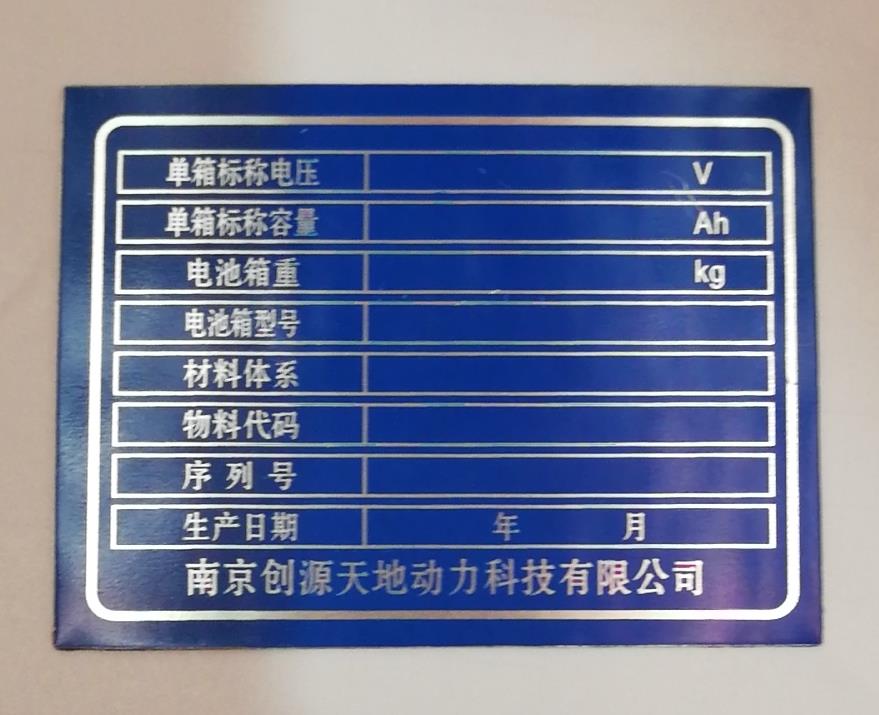 单箱标称电压 V
单箱标称容量 Ah
电池箱重 kg
电池箱型号
材料体系
物料代码
序列号
生产日期 年 月
南京创源天地动力科技有限公司